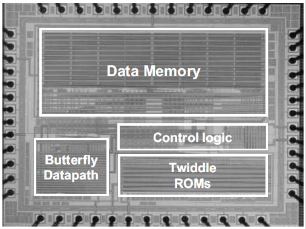 Data Memory
Control logic
Butterfly
Datapath
Twiddle
ROMs